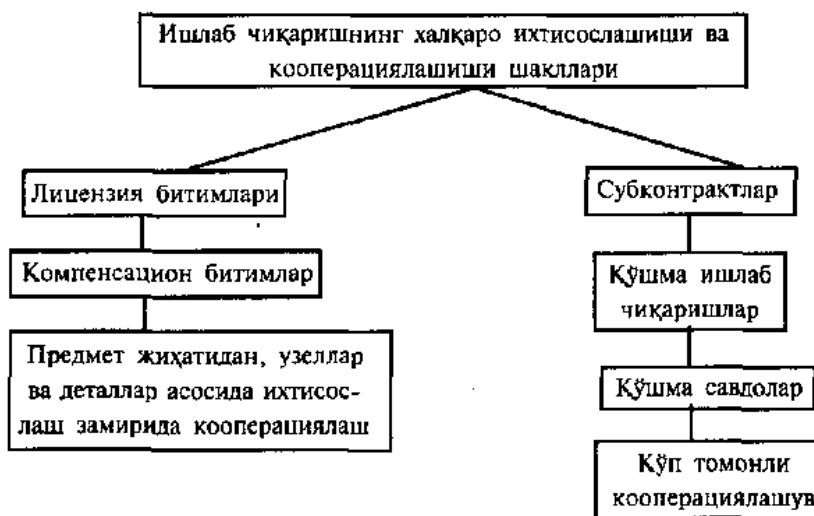 Ишлаб чиқаришнинг халқаро ихтисослашиши ва
кооперациялашиши шакллари
Лицензия битимлари
Компенсацион битимлар
Предмет жиҳатидан, узеллар
ва деталлар асосида ихтисос-
лаш замирида кооперациялаш
Субконтрактлар
Қўшма ишлаб
чиқаришлар
Қўшма савдолар
Кўп томонли
кооперациялашув